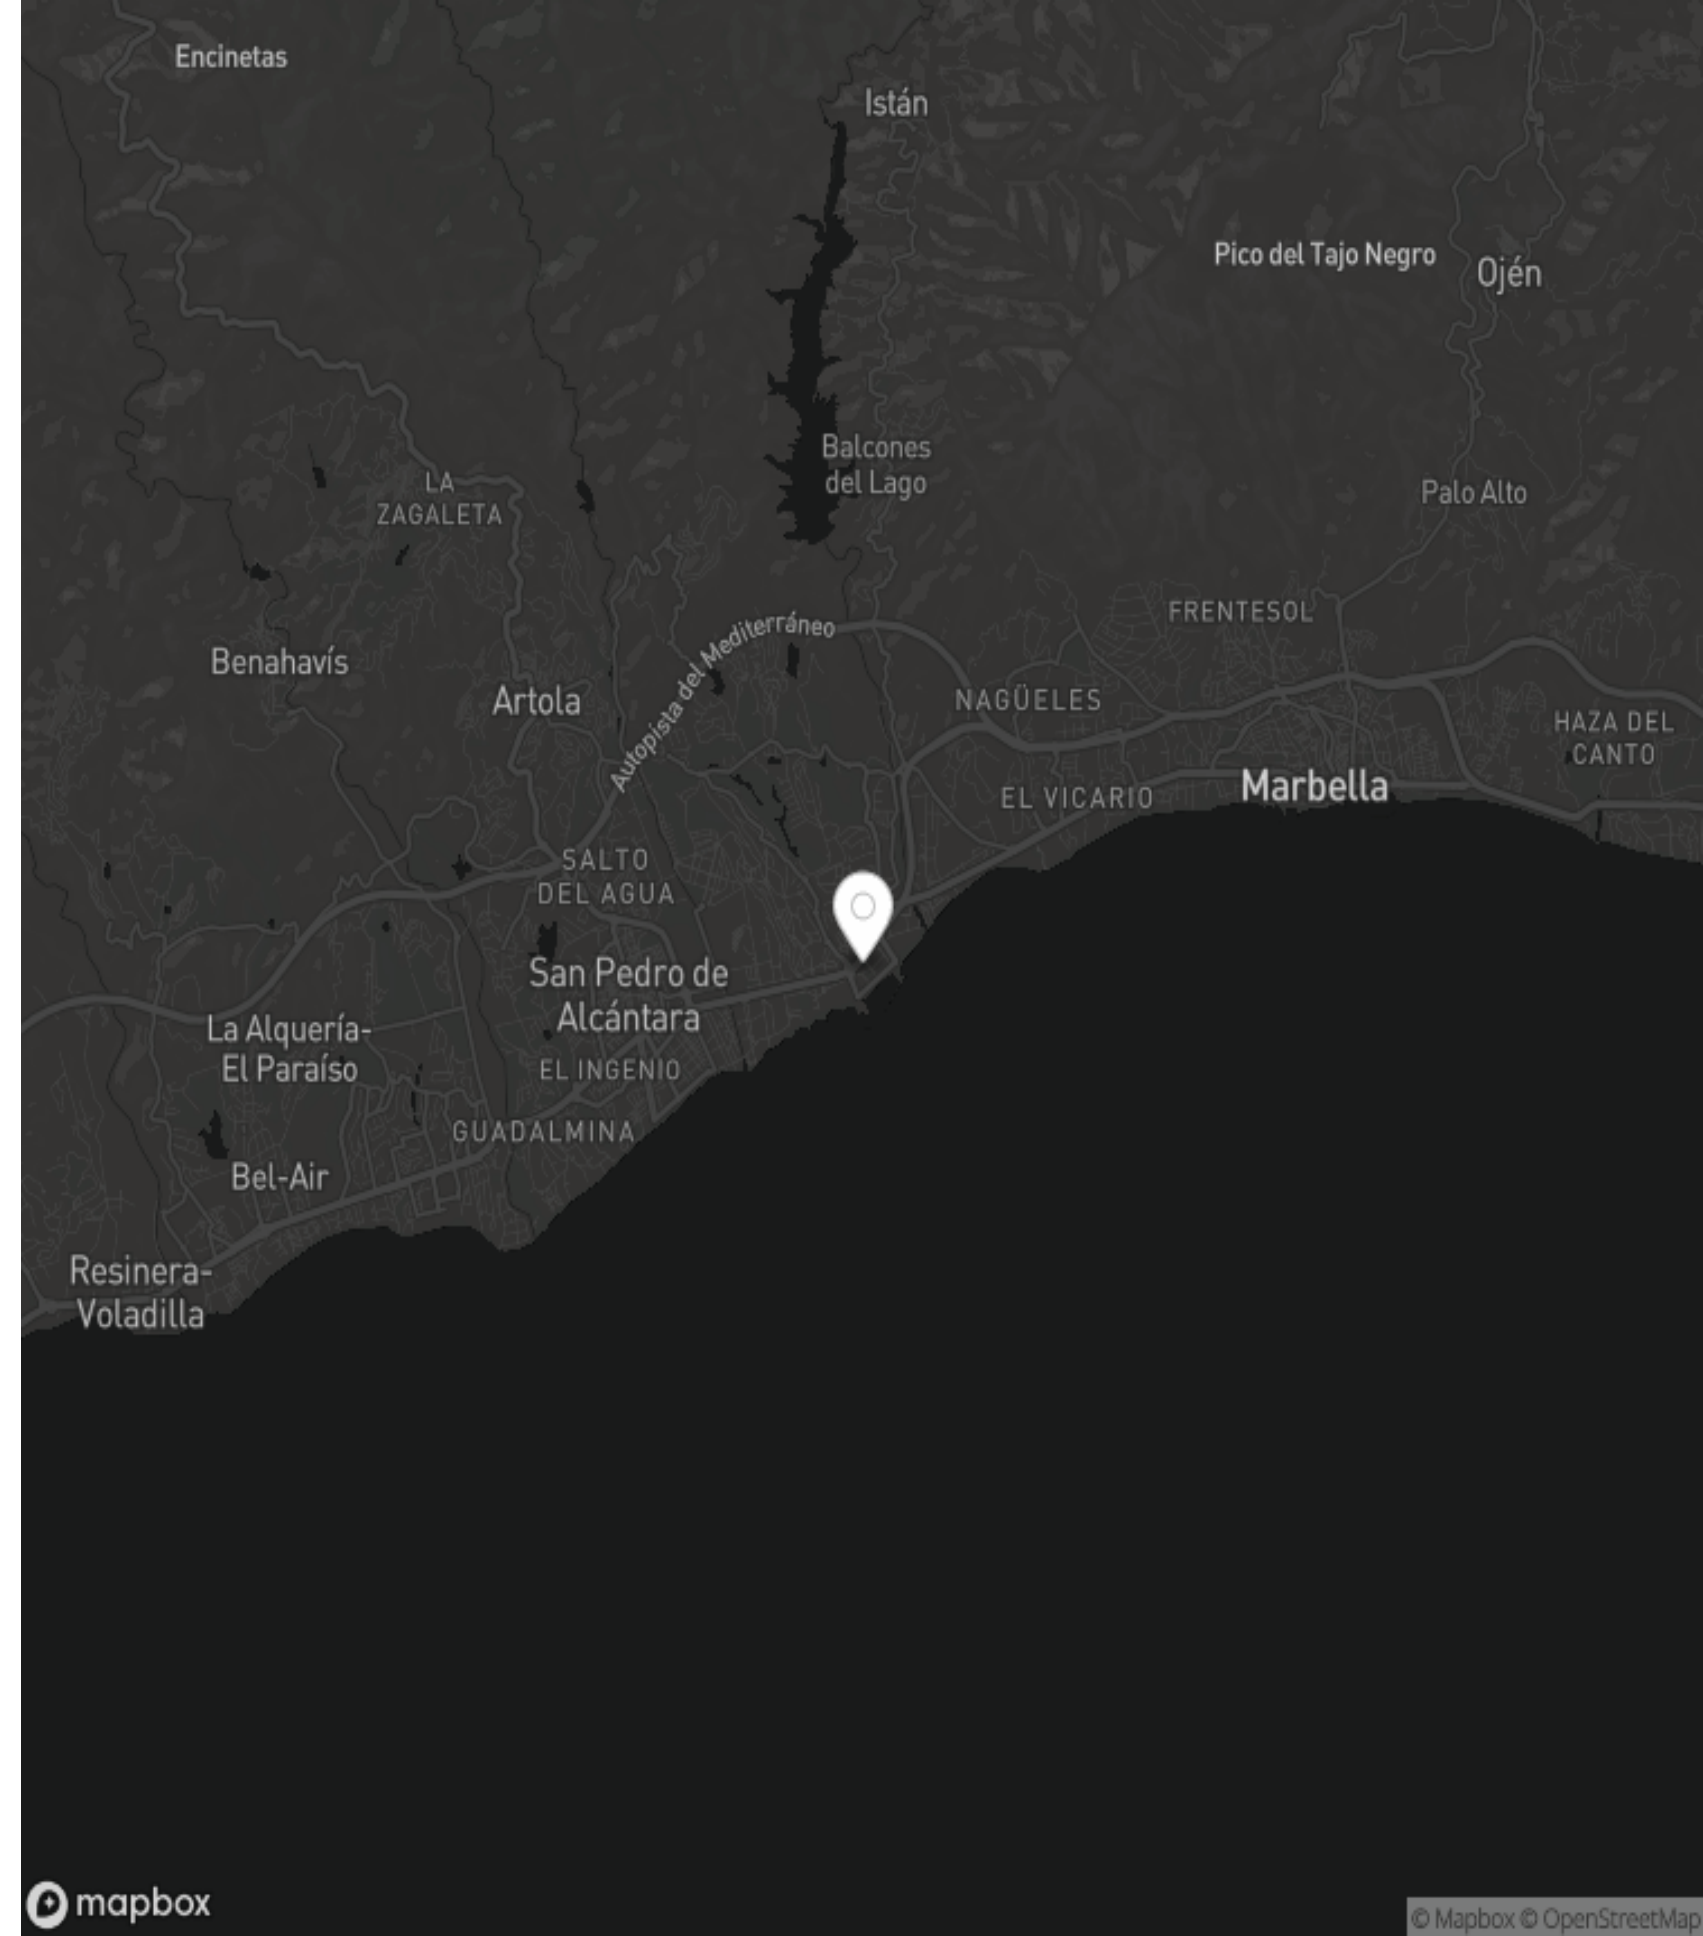 Encinetas
Istán
Pico del Tajo Negro
Ojén
Balcones
del Lago
LA
ZAGALETA
Palo Alto
FRENTESOL
Autopista del Mediterráneo
Benahavís
Artola
NAGÜELES
HAZA DEL
CANTO
EL VICARIO
Marbella
SALTO
DEL AGUA
San Pedro de
Alcántara
La Alquería-
El Paraíso
EL INGENIO
GUADALMINA
Bel-Air
Resinera-
Voladilla
mapbox
© Mapbox © OpenStreetMap